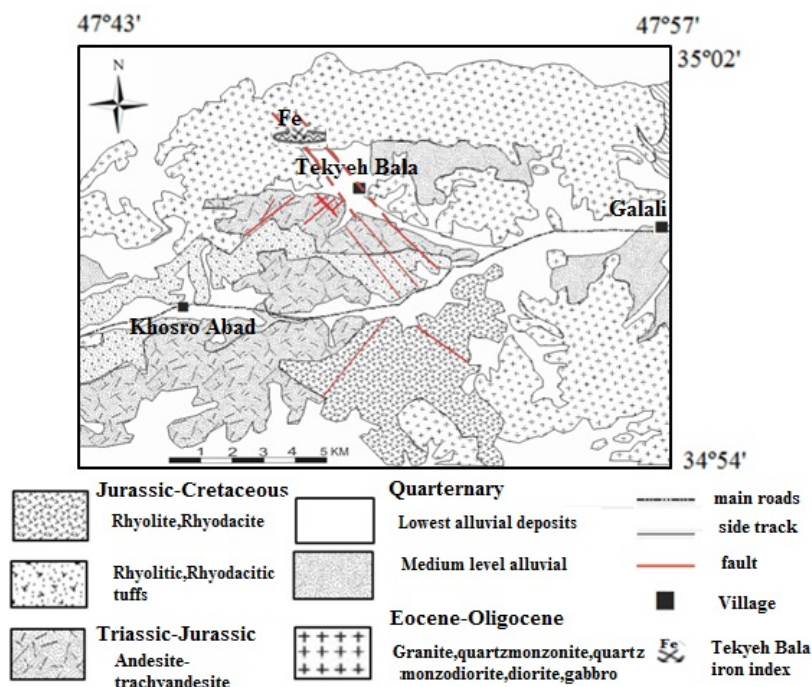 47°43'
47°57'
35°02'
N
Fe
Tekyeh Bala
Galali
Khosro Abad
1 2 3 4 5 KM
34°54'
Jurassic-Cretaceous
Rhyolite,Rhyodacite
Rhyolitic,Rhyodacitic
tuffs
Triassic-Jurassic
Andesite-
trachyandesite
Quarternary
Lowest alluvial deposits
Medium level alluvial
Eocene-Oligocene
Granite,quartzmonzonite,quartz
monzodiorite,diorite,gabbro
main roads
side track
fault
Village
Fe
Tekyeh Bala
iron index